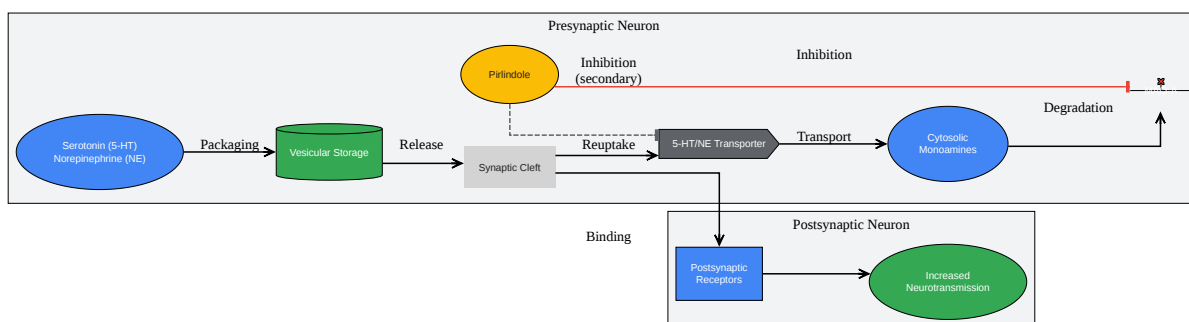 Presynaptic Neuron
Inhibition
Inhibition
(secondary)
Pirlindole
Degradation
Serotonin (5-HT)
Norepinephrine (NE)
Packaging
Vesicular Storage
Release
Synaptic Cleft
Reuptake
5-HT/NE Transporter
Transport
Cytosolic
Monoamines
Binding
Postsynaptic Neuron
Postsynaptic
Receptors
Increased
Neurotransmission